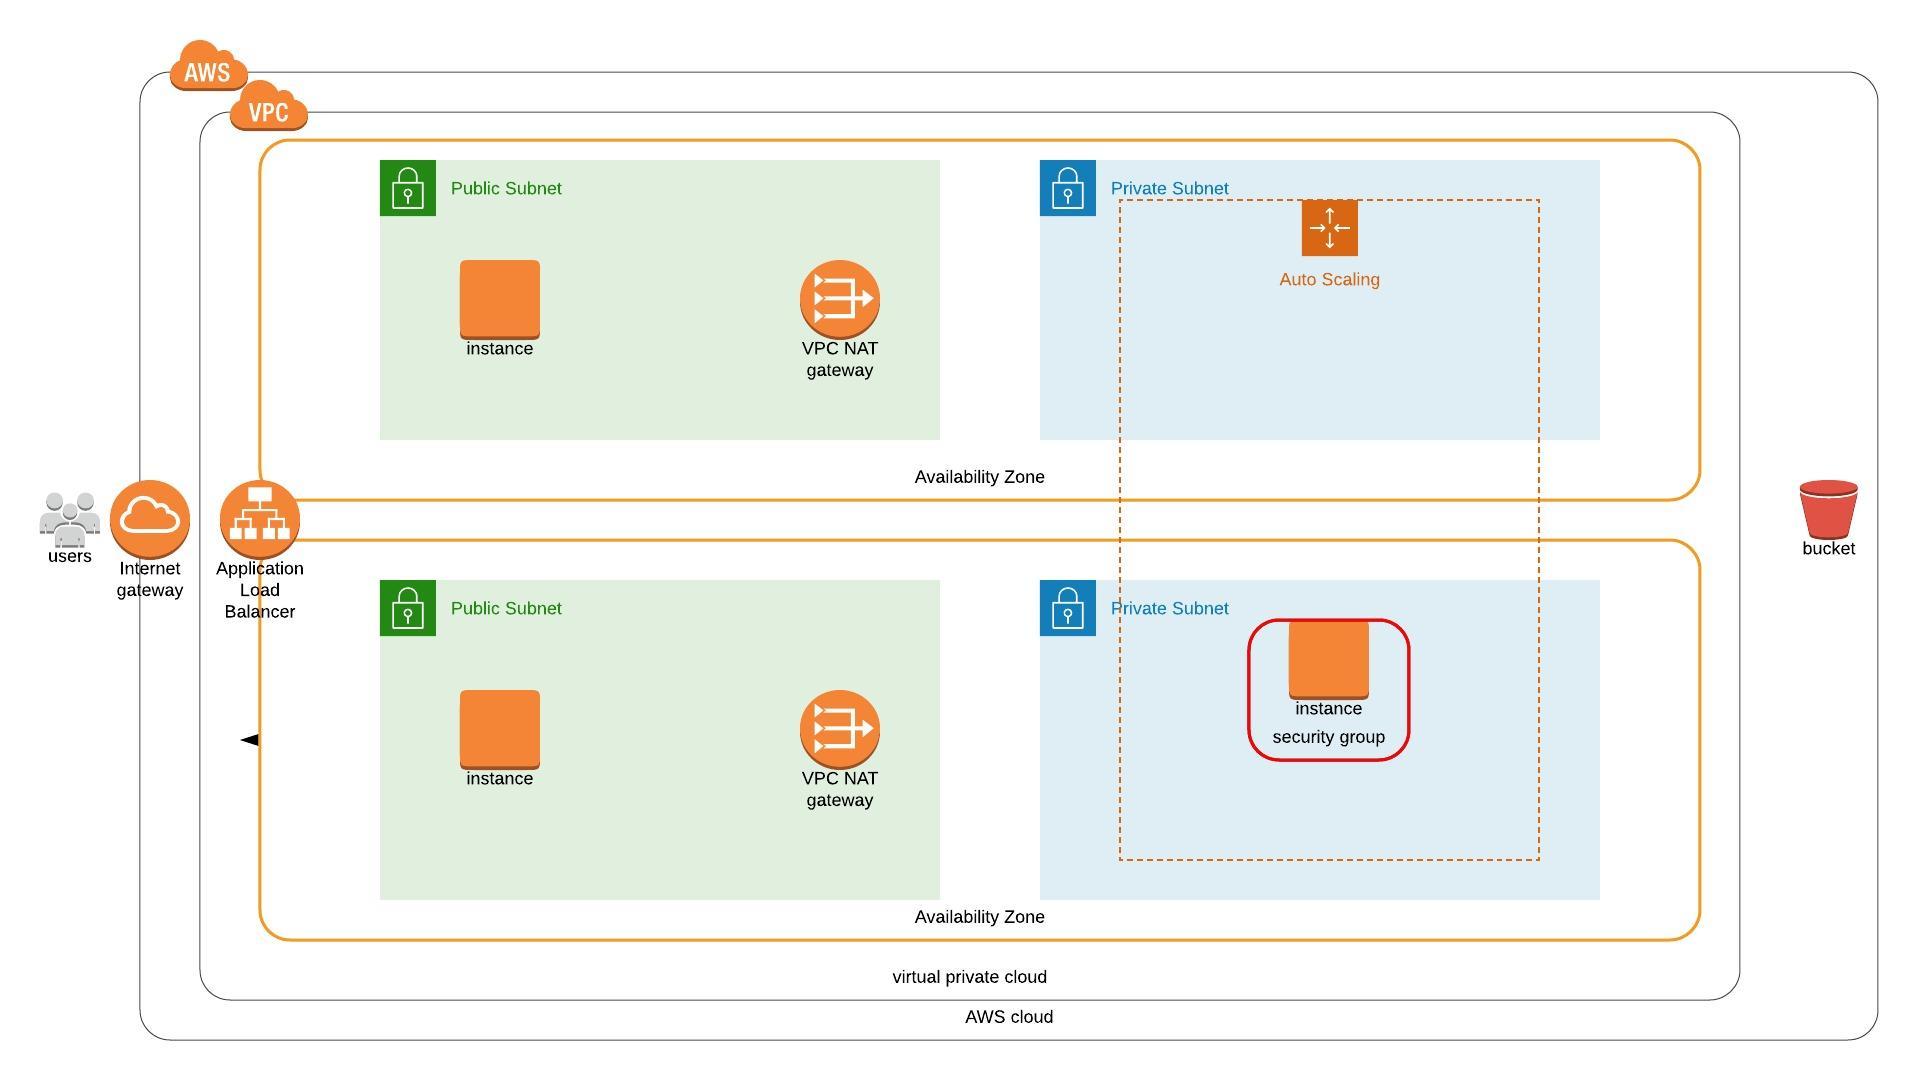 AWS
VPC
Public Subnet
Private Subnet
Auto Scaling
instance
VPC NAT
gateway
Availability Zone
users
Internet
gateway
Application
Load
Balancer
bucket
Public Subnet
Private Subnet
instance
security group
instance
VPC NAT
gateway
Availability Zone
virtual private cloud
AWS cloud